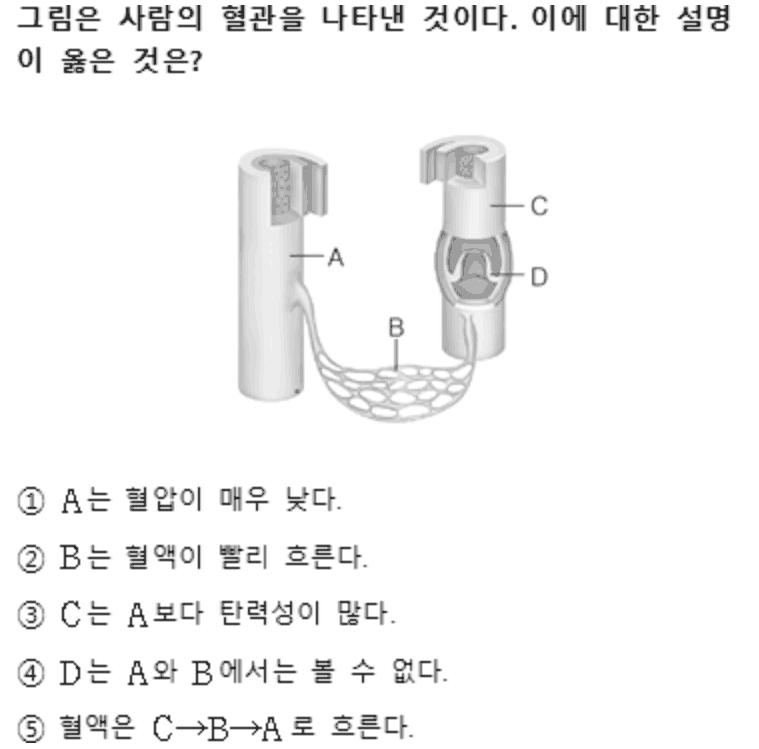 그림은 사람의 혈관을 나타낸 것이다. 이에 대한 설명
이 옳은 것은?
C
A
D
B
① A는 혈압이 매우 낮다.
② B는 혈액이 빨리 흐른다.
③ C는 A보다 탄력성이 많다.
④ D는 A와 B에서는 볼 수 없다.
⑤ 혈액은 C→B→A로 흐른다.